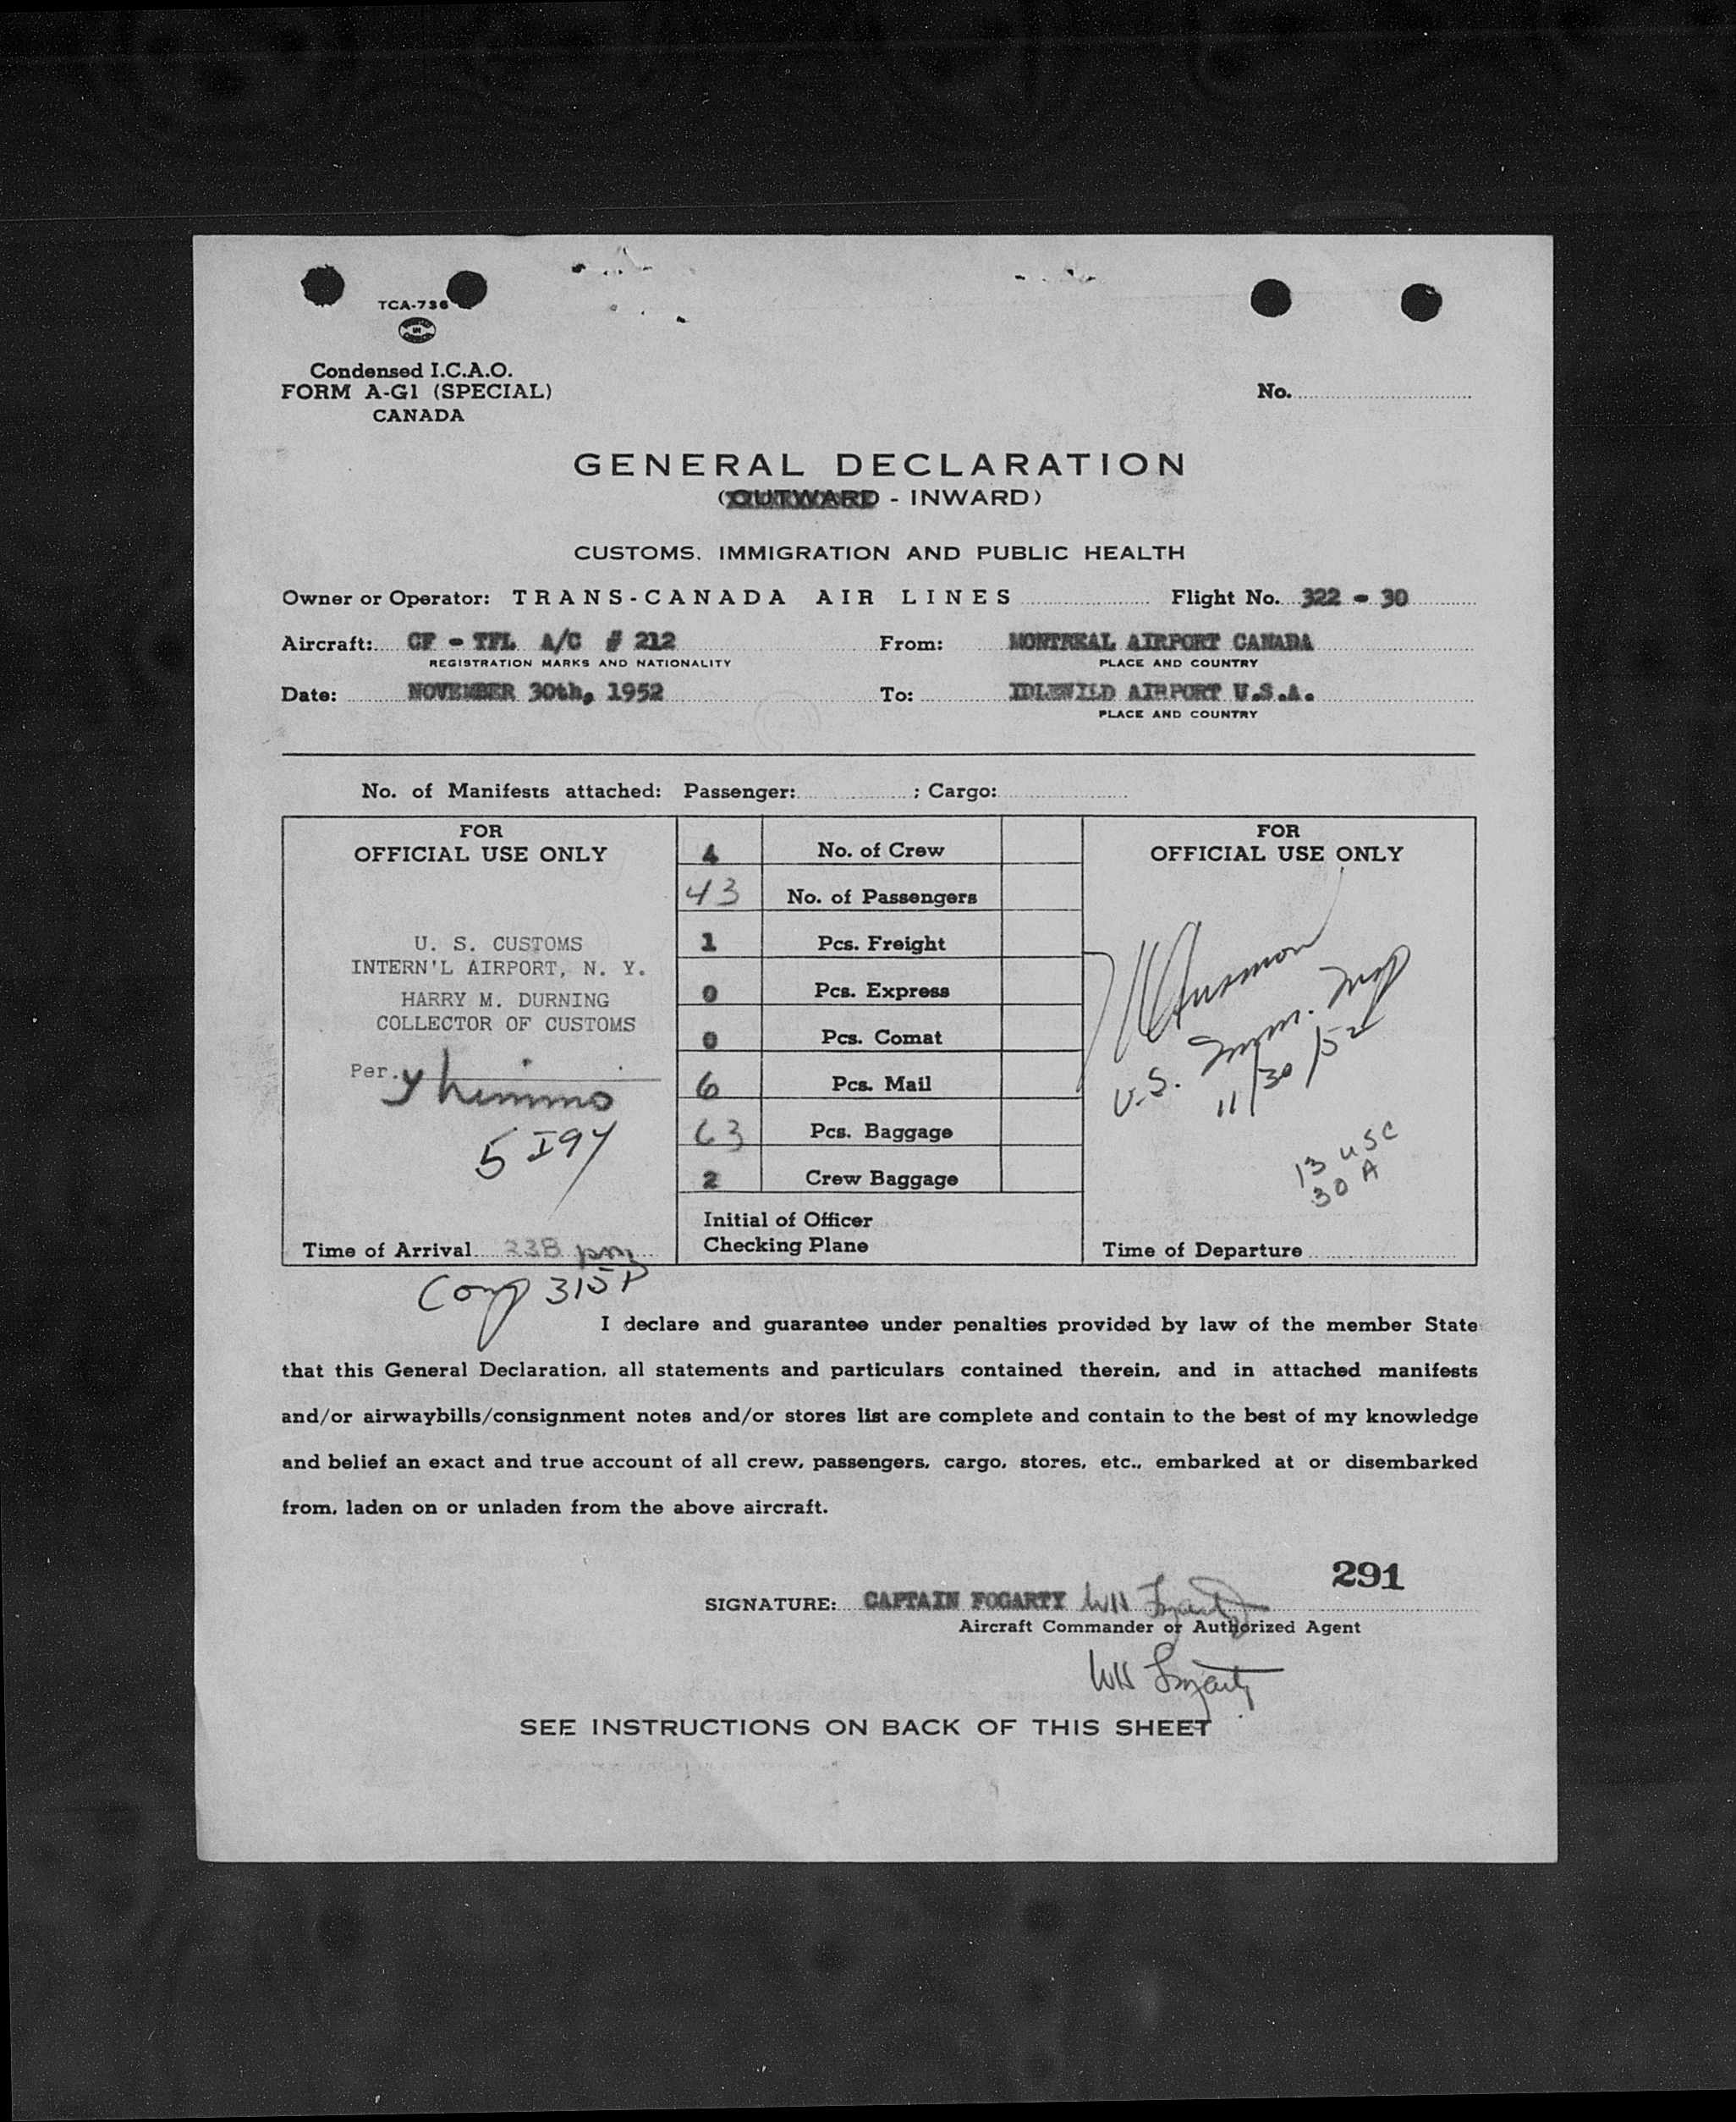 TCA-736
Condensed I.C.A.O.
FORM A-G1 (SPECIAL)
CANADA
No.
GENERAL DECLARATION
(OUTWARD - INWARD)
CUSTOMS, IMMIGRATION AND PUBLIC HEALTH
Owner or Operator: TRANS-CANADA AIR LINES Flight No. 322 - 30
Aircraft: CF - TFL A/C # 212 From: MONTREAL AIRPORT CANADA
REGISTRATION MARKS AND NATIONALITY PLACE AND COUNTRY
Date: NOVEMBER 30th, 1952 To: IDLEWILD AIRPORT U.S.A.
PLACE AND COUNTRY
No. of Manifests attached: Passenger: ; Cargo:
FOR
OFFICIAL USE ONLY
U. S. CUSTOMS
INTERN'L AIRPORT, N. Y.
HARRY M. DURNING
COLLECTOR OF CUSTOMS
Per.
Time of Arrival 238 pm
Comp 315 P
4 No. of Crew
43 No. of Passengers
1 Pcs. Freight
0 Pcs. Express
0 Pcs. Comat
6 Pcs. Mail
63 Pcs. Baggage
2 Crew Baggage
Initial of Officer
Checking Plane
FOR
OFFICIAL USE ONLY
U.S. Imm. Insp
11/30/52
13 USC
30 A
Time of Departure
I declare and guarantee under penalties provided by law of the member State
that this General Declaration, all statements and particulars contained therein, and in attached manifests
and/or airwaybills/consignment notes and/or stores list are complete and contain to the best of my knowledge
and belief an exact and true account of all crew, passengers, cargo, stores, etc., embarked at or disembarked
from, laden on or unladen from the above aircraft.
291
SIGNATURE: CAPTAIN FOGARTY WH Fogarty
Aircraft Commander or Authorized Agent
WH Fogarty
SEE INSTRUCTIONS ON BACK OF THIS SHEET